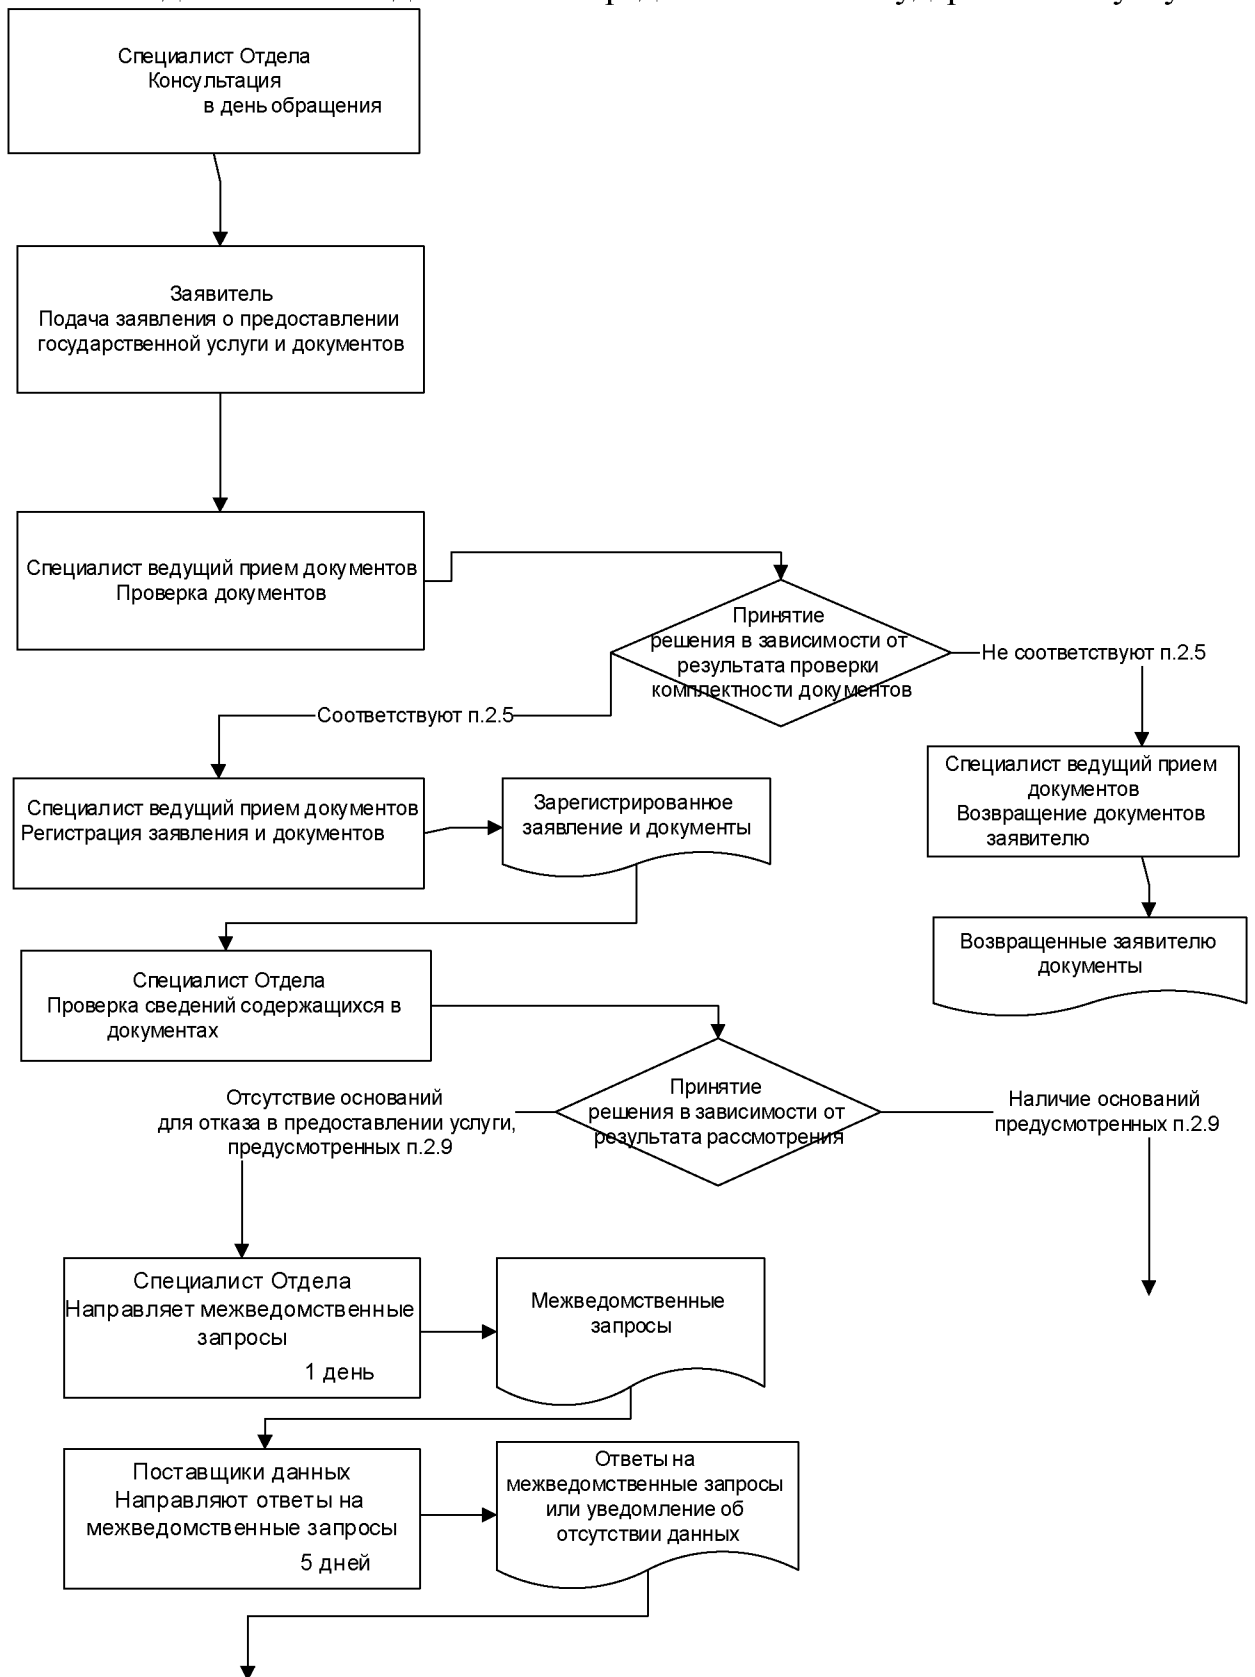 Специалист Отдела
Консультация
в день обращения
Заявитель
Подача заявления о предоставлении
государственной услуги и документов
Специалист ведущий прием документов
Проверка документов
Принятие
решения в зависимости от
результата проверки
комплектности документов
Не соответствуют п.2.5
Соответствуют п.2.5
Специалист ведущий прием
документов
Возвращение документов
заявителю
Специалист ведущий прием документов
Регистрация заявления и документов
Зарегистрированное
заявление и документы
Возвращенные заявителю
документы
Специалист Отдела
Проверка сведений содержащихся в
документах
Принятие
решения в зависимости от
результата рассмотрения
Отсутствие оснований
для отказа в предоставлении услуги,
предусмотренных п.2.9
Наличие оснований
предусмотренных п.2.9
Специалист Отдела
Направляет межведомственные
запросы
1 день
Межведомственные
запросы
Поставщики данных
Направляют ответы на
межведомственные запросы
5 дней
Ответы на
межведомственные запросы
или уведомление об
отсутствии данных